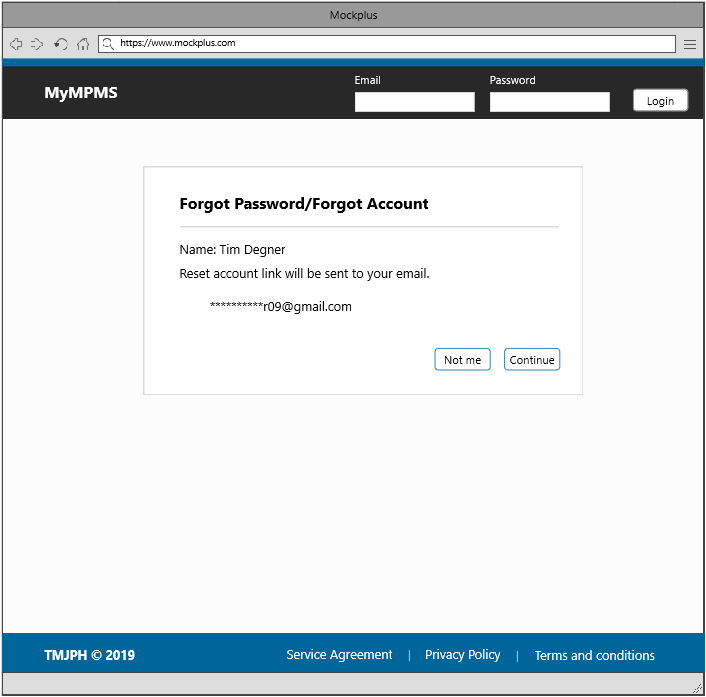 Mockplus
https://www.mockplus.com
Email Password
MyMPMS
Login
Forgot Password/Forgot Account
Name: Tim Degner
Reset account link will be sent to your email.
**********r09@gmail.com
Not me Continue
TMJPH © 2019 Service Agreement | Privacy Policy | Terms and conditions